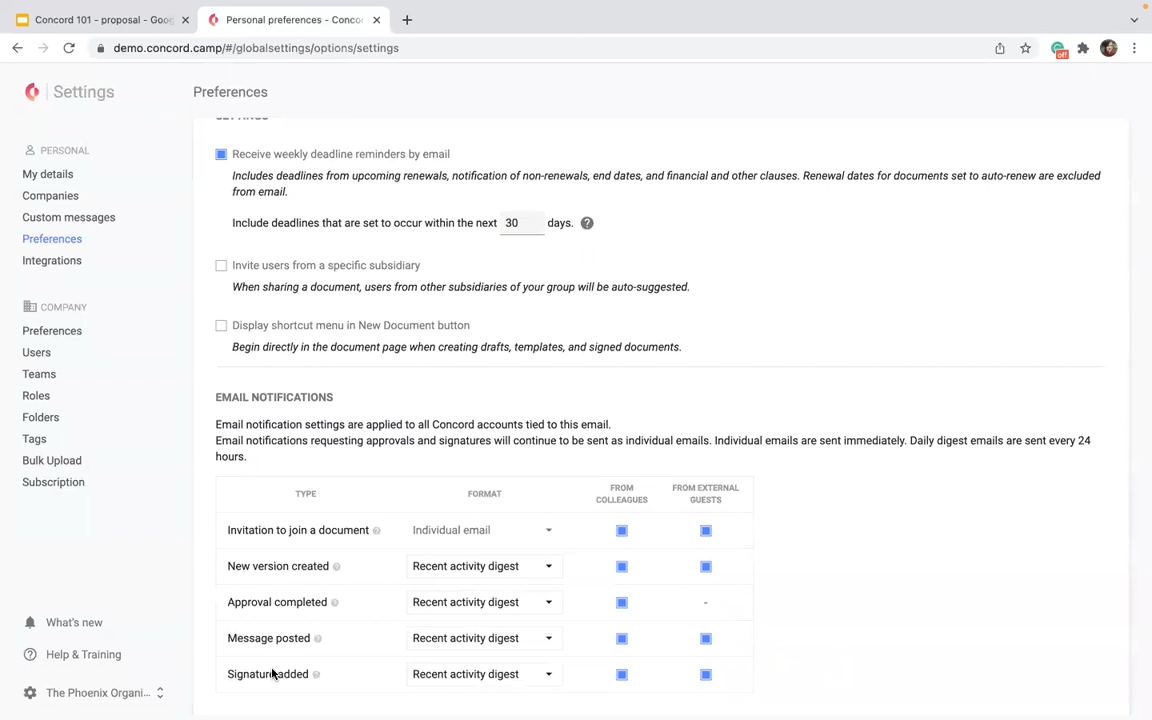 Concord 101 - proposal - Goog
Personal preferences - Conco
demo.concord.camp/#/globalsettings/options/settings
off
Settings
Preferences
SETTINGS
PERSONAL
My details
Companies
Custom messages
Preferences
Integrations
COMPANY
Preferences
Users
Teams
Roles
Folders
Tags
Bulk Upload
Subscription
What's new
Help & Training
The Phoenix Organi...
Receive weekly deadline reminders by email
Includes deadlines from upcoming renewals, notification of non-renewals, end dates, and financial and other clauses. Renewal dates for documents set to auto-renew are excluded
from email.
Include deadlines that are set to occur within the next 30 days. ?
Invite users from a specific subsidiary
When sharing a document, users from other subsidiaries of your group will be auto-suggested.
Display shortcut menu in New Document button
Begin directly in the document page when creating drafts, templates, and signed documents.
EMAIL NOTIFICATIONS
Email notification settings are applied to all Concord accounts tied to this email.
Email notifications requesting approvals and signatures will continue to be sent as individual emails. Individual emails are sent immediately. Daily digest emails are sent every 24
hours.
TYPE FORMAT FROM COLLEAGUES FROM EXTERNAL GUESTS
Invitation to join a document ? Individual email
New version created ? Recent activity digest
Approval completed ? Recent activity digest -
Message posted ? Recent activity digest
Signature added ? Recent activity digest